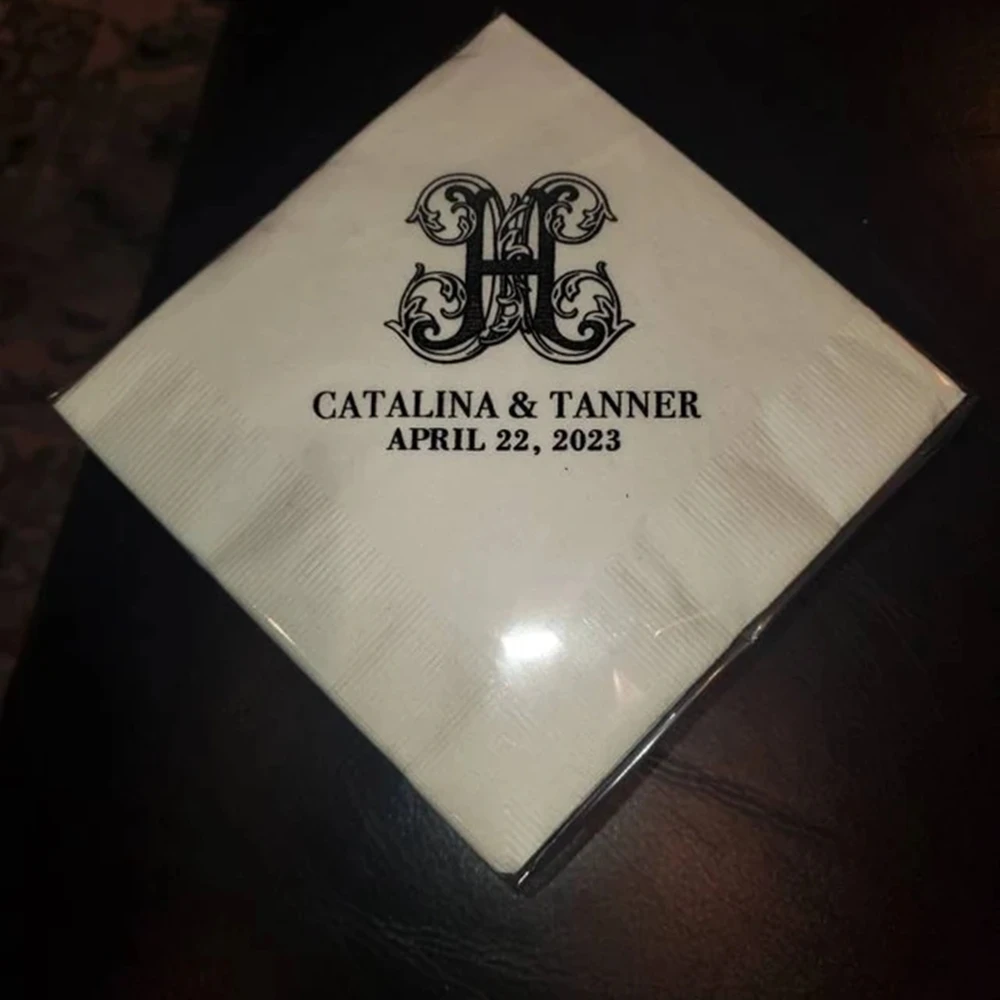 H
CATALINA & TANNER
APRIL 22, 2023